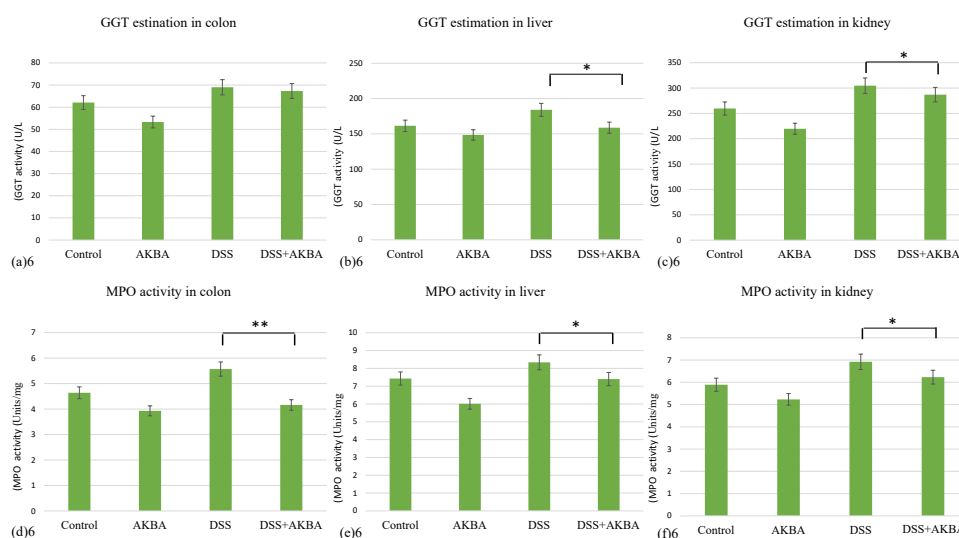 GGT estination in colon
GGT estimation in liver
GGT estimation in kidney
(GGT activity (U/L
80
70
60
50
40
30
20
10
0
Control AKBA DSS DSS+AKBA
(a)6
*
(GGT activity (U/L
250
200
150
100
50
0
Control AKBA DSS DSS+AKBA
(b)6
*
(GGT activity (U/L
350
300
250
200
150
100
50
0
Control AKBA DSS DSS+AKBA
(c)6
MPO activity in colon
MPO activity in liver
MPO activity in kidney
**
(MPO activity (Units/mg
7
6
5
4
3
2
1
0
Control AKBA DSS DSS+AKBA
(d)6
*
(MPO activity (Units/mg
10
9
8
7
6
5
4
3
2
1
0
Control AKBA DSS DSS+AKBA
(e)6
*
(MPO activity (Units/mg
8
7
6
5
4
3
2
1
0
Control AKBA DSS DSS+AKBA
(f)6